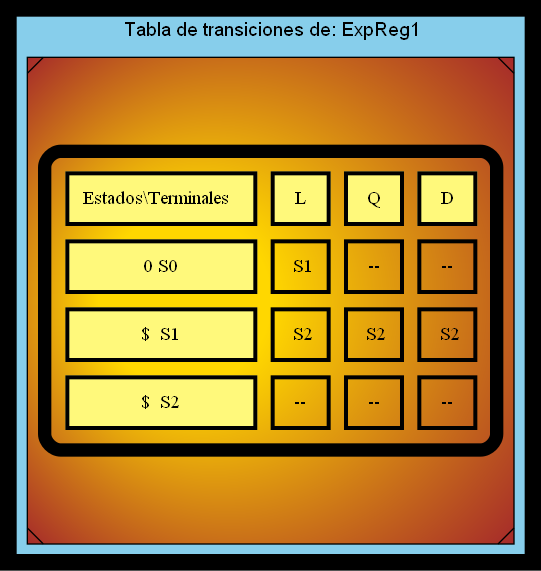 Tabla de transiciones de: ExpReg1
Estados\Terminales L Q D
0 S0 S1 -- --
$ S1 S2 S2 S2
$ S2 -- -- --